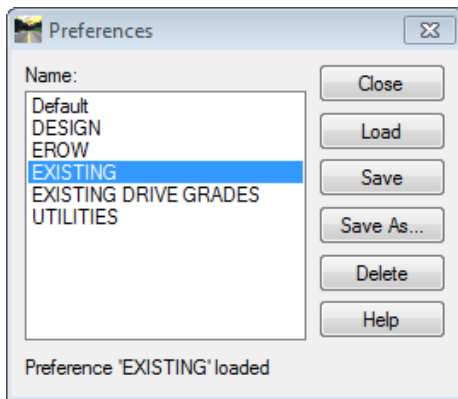 Preferences
Name:
Default
DESIGN
EROW
EXISTING
EXISTING DRIVE GRADES
UTILITIES
Close
Load
Save
Save As...
Delete
Help
Preference "EXISTING" loaded